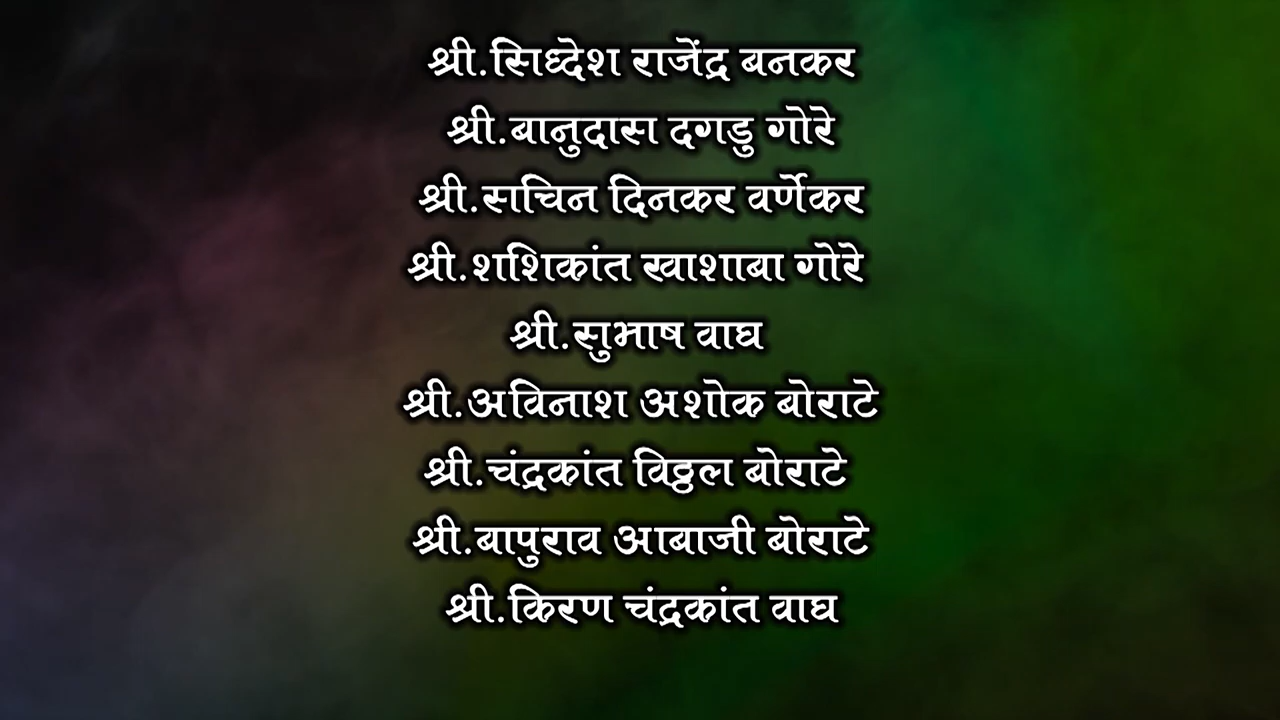 श्री.सिध्देश राजेंद्र बनकर
श्री.बानुदास दगडु गोरे
श्री.सचिन दिनकर वर्णेकर
श्री.शशिकांत खाशाबा गोरे
श्री.सुभाष वाघ
श्री.अविनाश अशोक बोराटे
श्री.चंद्रकांत विठ्ठल बोराटे
श्री.बापुराव आबाजी बोराटे
श्री.किरण चंद्रकांत वाघ